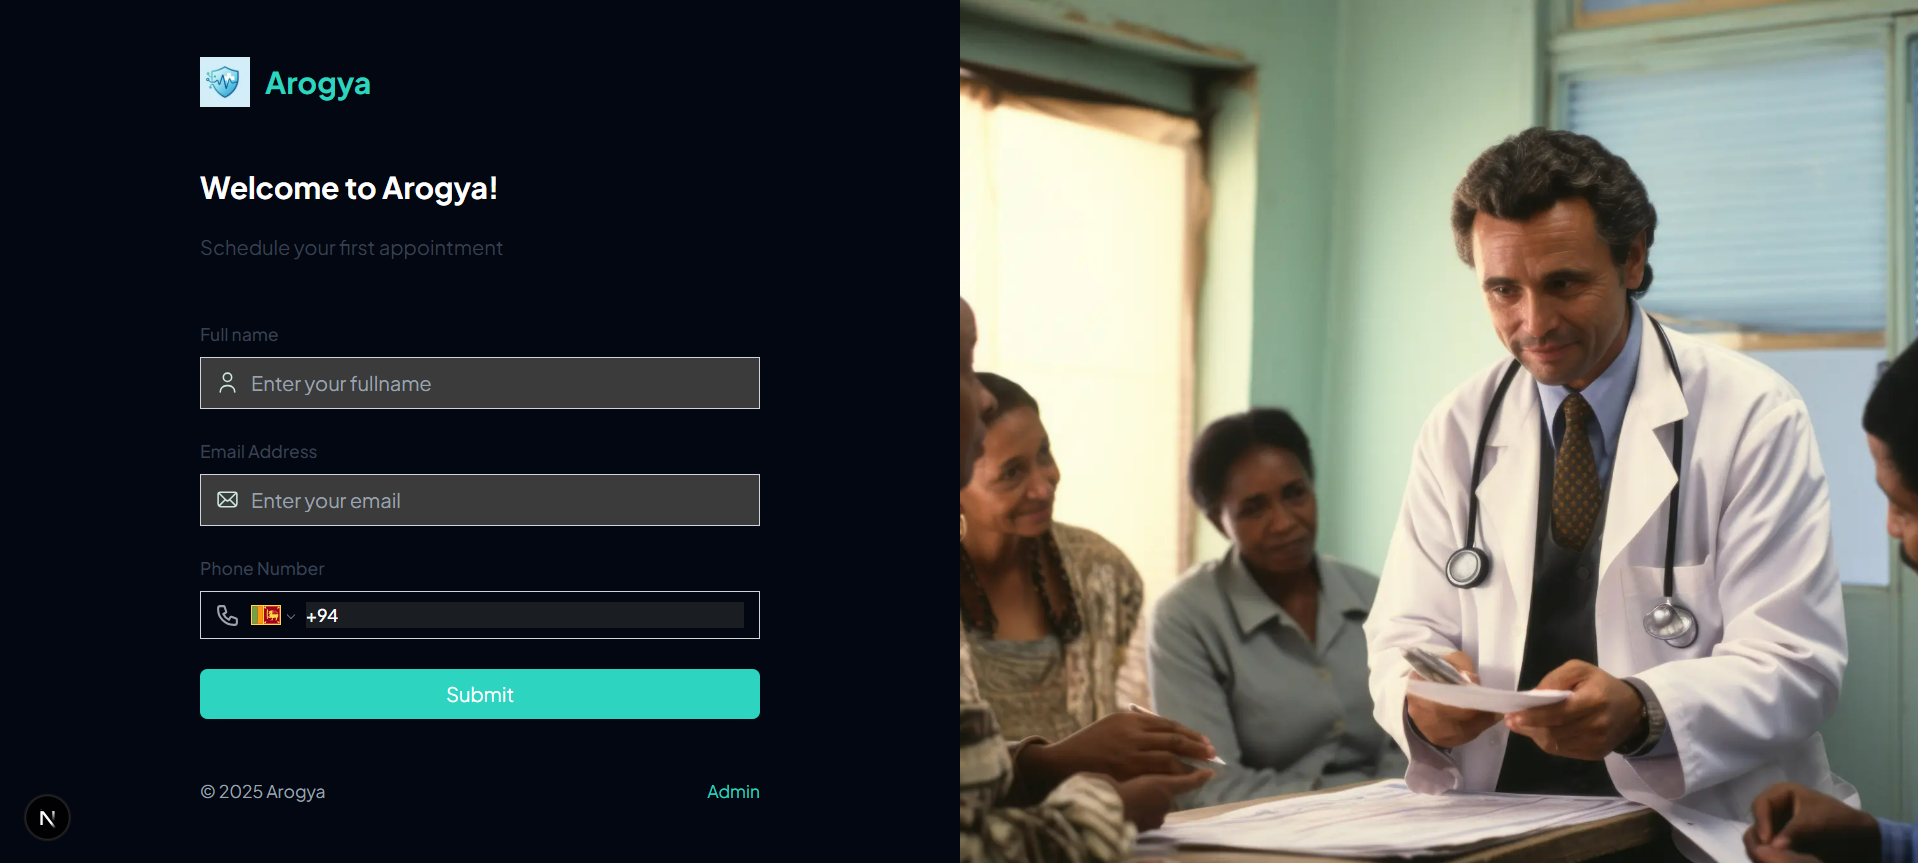 Arogya
Welcome to Arogya!
Schedule your first appointment
Full name
Enter your fullname
Email Address
Enter your email
Phone Number
+94
Submit
© 2025 Arogya
Admin
N